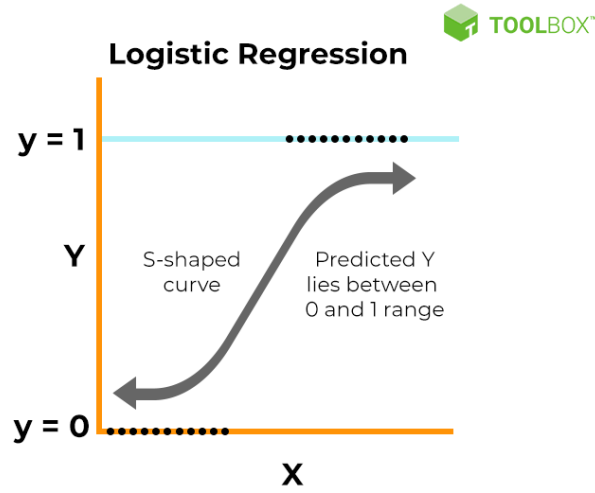 TOOLBOX™
Logistic Regression
y = 1
Y
S-shaped
curve
Predicted Y
lies between
0 and 1 range
y = 0
X